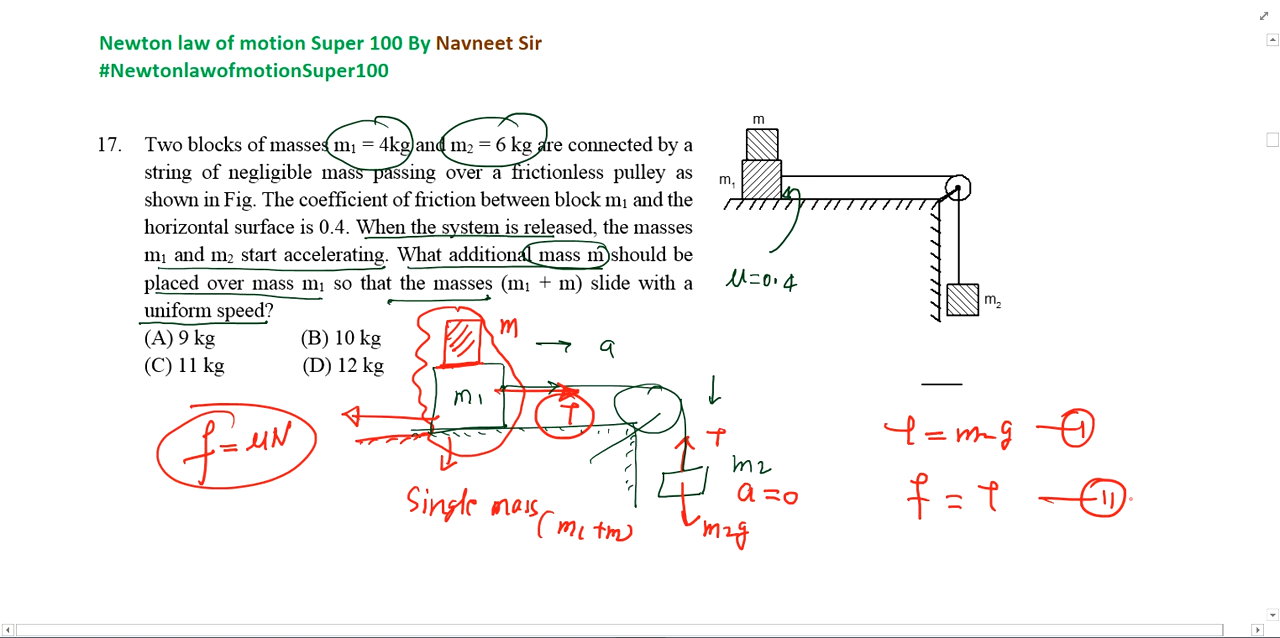 Newton law of motion Super 100 By Navneet Sir
#NewtonlawofmotionSuper100
17. Two blocks of masses m₁ = 4kg and m₂ = 6 kg are connected by a
string of negligible mass passing over a frictionless pulley as
shown in Fig. The coefficient of friction between block m₁ and the
horizontal surface is 0.4. When the system is released, the masses
m₁ and m₂ start accelerating. What additional mass m should be
placed over mass m₁ so that the masses (m₁ + m) slide with a
uniform speed?
(A) 9 kg (B) 10 kg
(C) 11 kg (D) 12 kg
m
m₁
m₂
μ=0.4
m
a
m₁
T
T
m₂
a=0
m₂g
f=μN
Single mass
(m₁+m)
T=m₂g (I)
f=T (II)